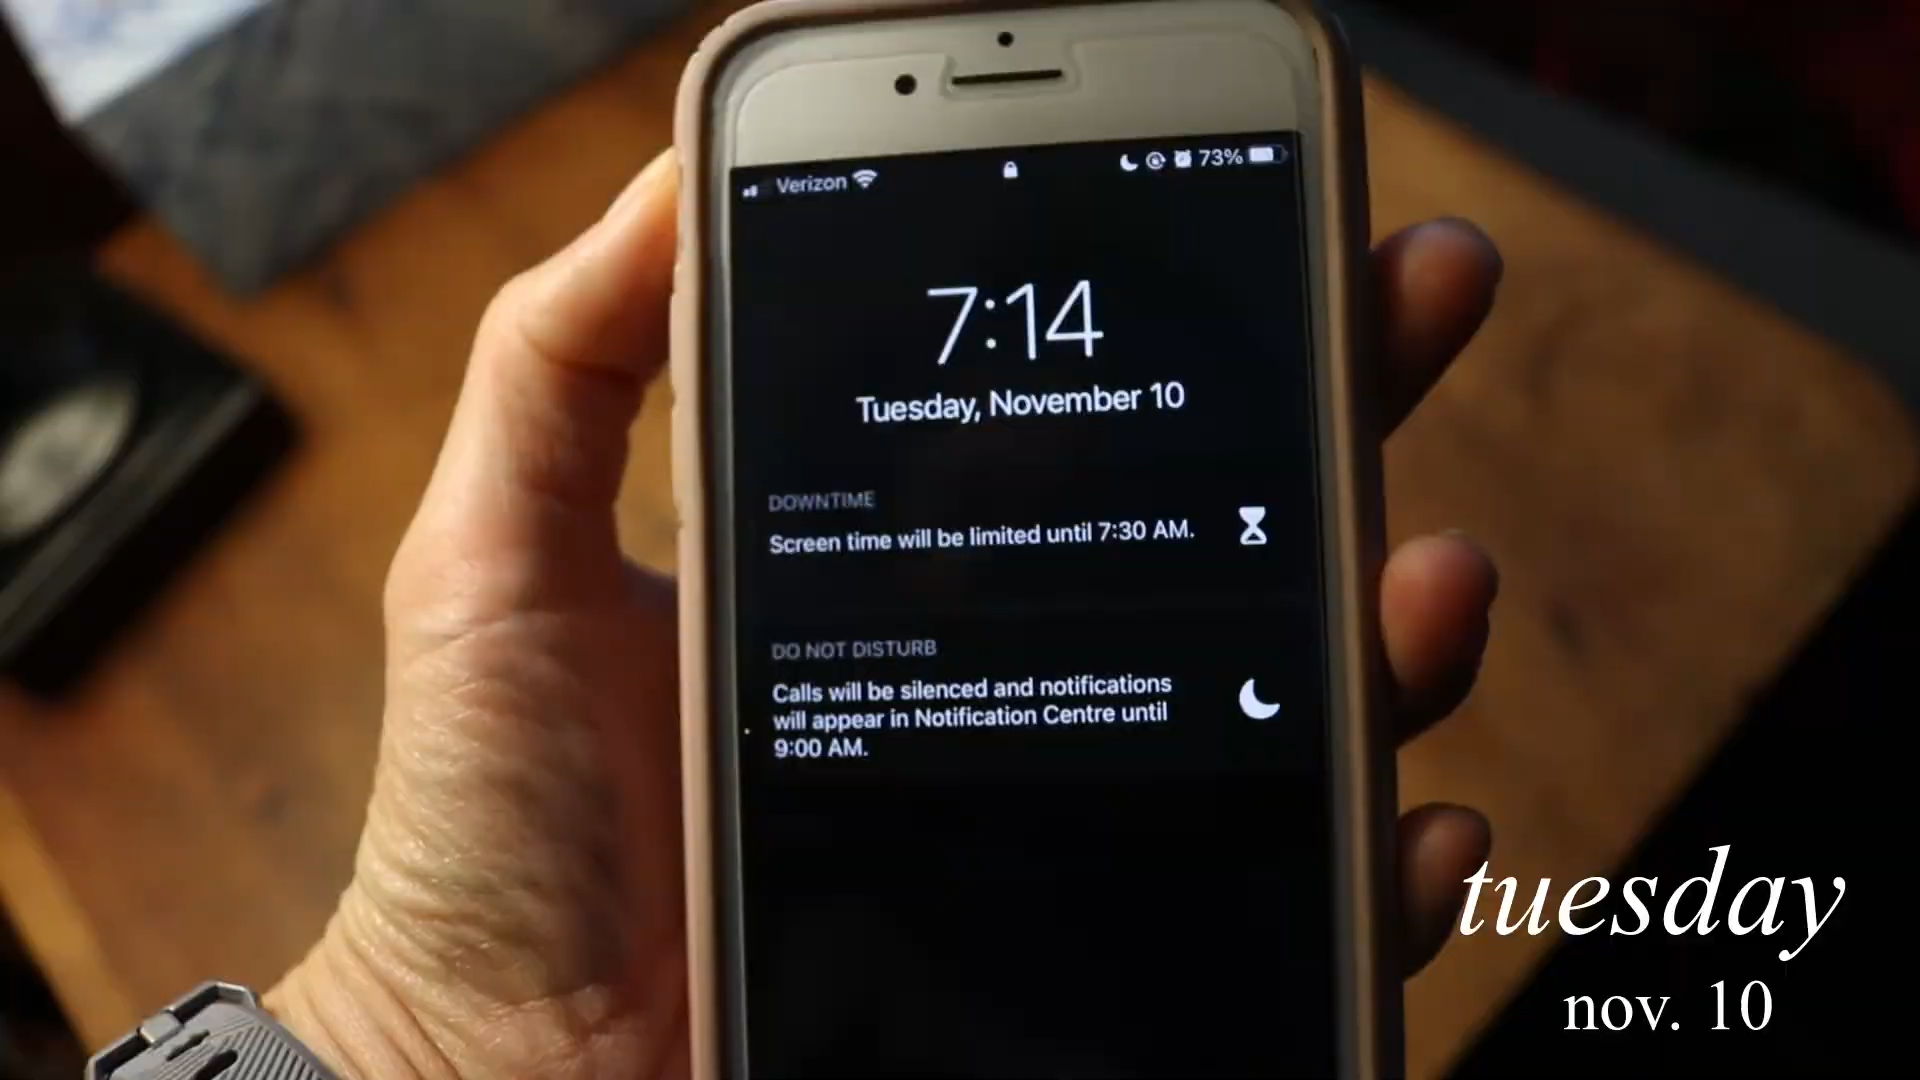 Verizon
73%
7:14
Tuesday, November 10
DOWNTIME
Screen time will be limited until 7:30 AM.
DO NOT DISTURB
Calls will be silenced and notifications
will appear in Notification Centre until
9:00 AM.
tuesday
nov. 10